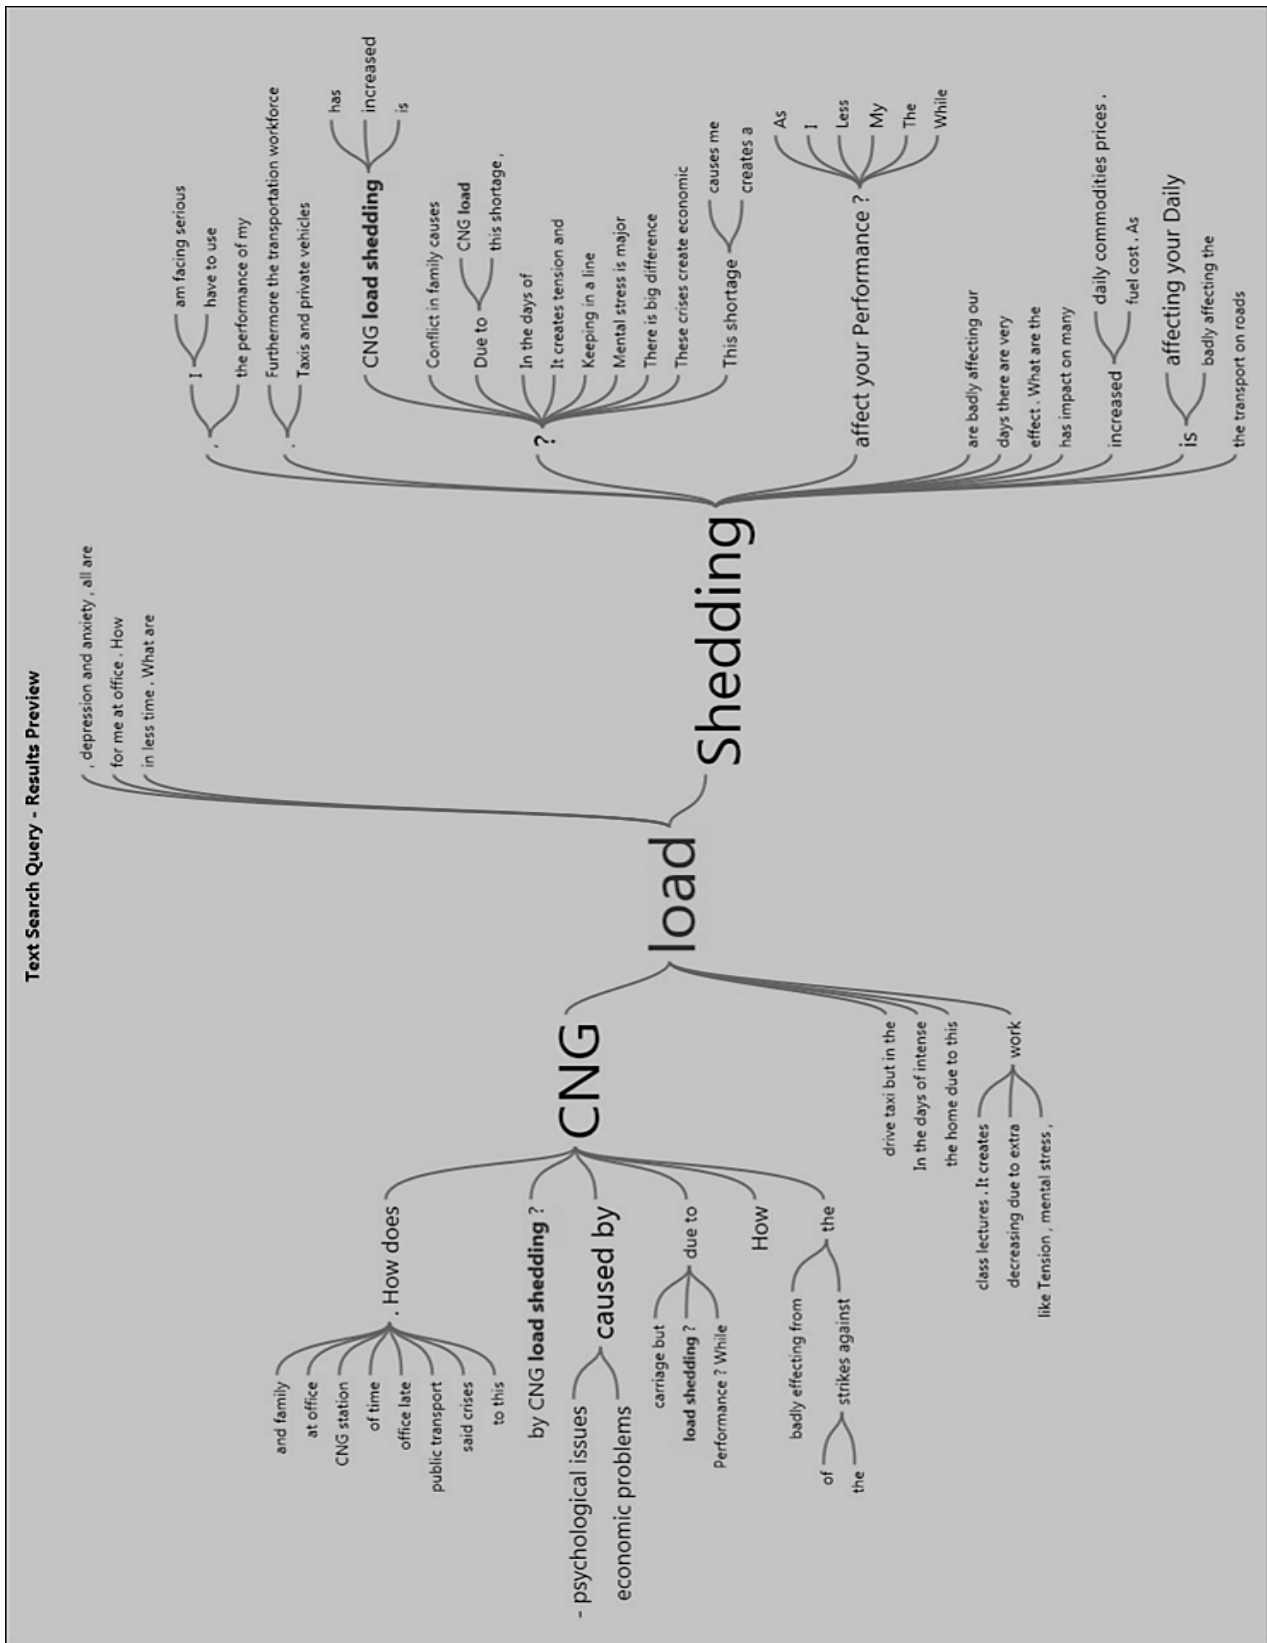 Text Search Query - Results Preview
and family
at office
CNG station
of time
office late
public transport
said crises
to this
. How does
by CNG load shedding ?
- psychological issues
economic problems
caused by
carriage but
load shedding ?
Performance ? While
due to
How
badly effecting from
of
the
strikes against
the
CNG
drive taxi but in the
In the days of intense
the home due to this
class lectures . It creates
decreasing due to extra
like Tension , mental stress ,
work
load
, depression and anxiety , all are
for me at office . How
in less time . What are
Shedding
,
I
am facing serious
have to use
the performance of my
.
Furthermore the transportation workforce
Taxis and private vehicles
?
CNG load shedding
has
increased
is
Conflict in family causes
Due to
CNG load
this shortage ,
In the days of
It creates tension and
Keeping in a line
Mental stress is major
There is big difference
These crises create economic
This shortage
causes me
creates a
affect your Performance ?
As
I
Less
My
The
While
are badly affecting our
days there are very
effect . What are the
has impact on many
increased
daily commodities prices .
fuel cost . As
is
affecting your Daily
badly affecting the
the transport on roads